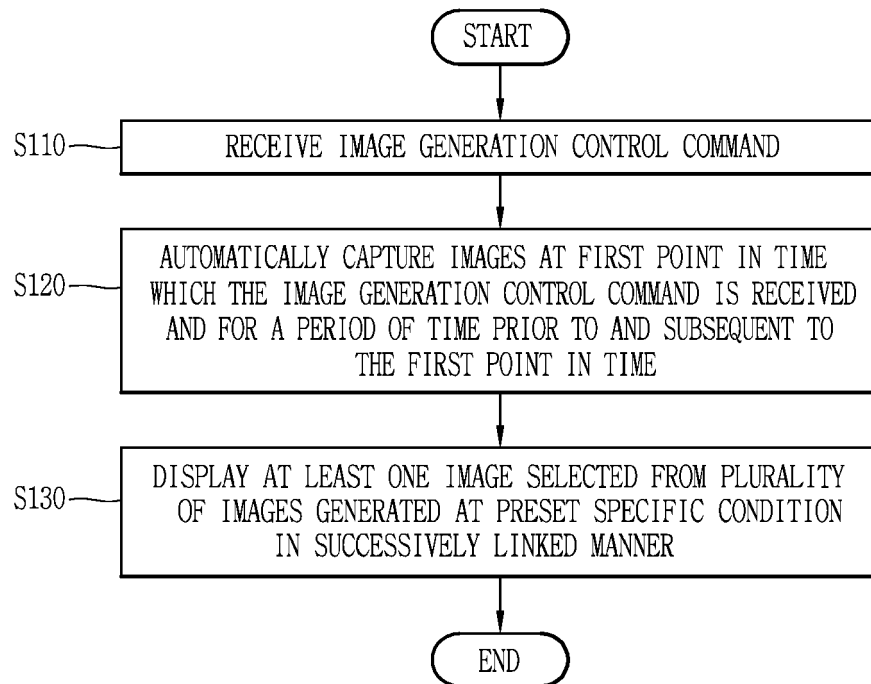 START
S110
RECEIVE IMAGE GENERATION CONTROL COMMAND
S120
AUTOMATICALLY CAPTURE IMAGES AT FIRST POINT IN TIME
WHICH THE IMAGE GENERATION CONTROL COMMAND IS RECEIVED
AND FOR A PERIOD OF TIME PRIOR TO AND SUBSEQUENT TO
THE FIRST POINT IN TIME
S130
DISPLAY AT LEAST ONE IMAGE SELECTED FROM PLURALITY
OF IMAGES GENERATED AT PRESET SPECIFIC CONDITION
IN SUCCESSIVELY LINKED MANNER
END